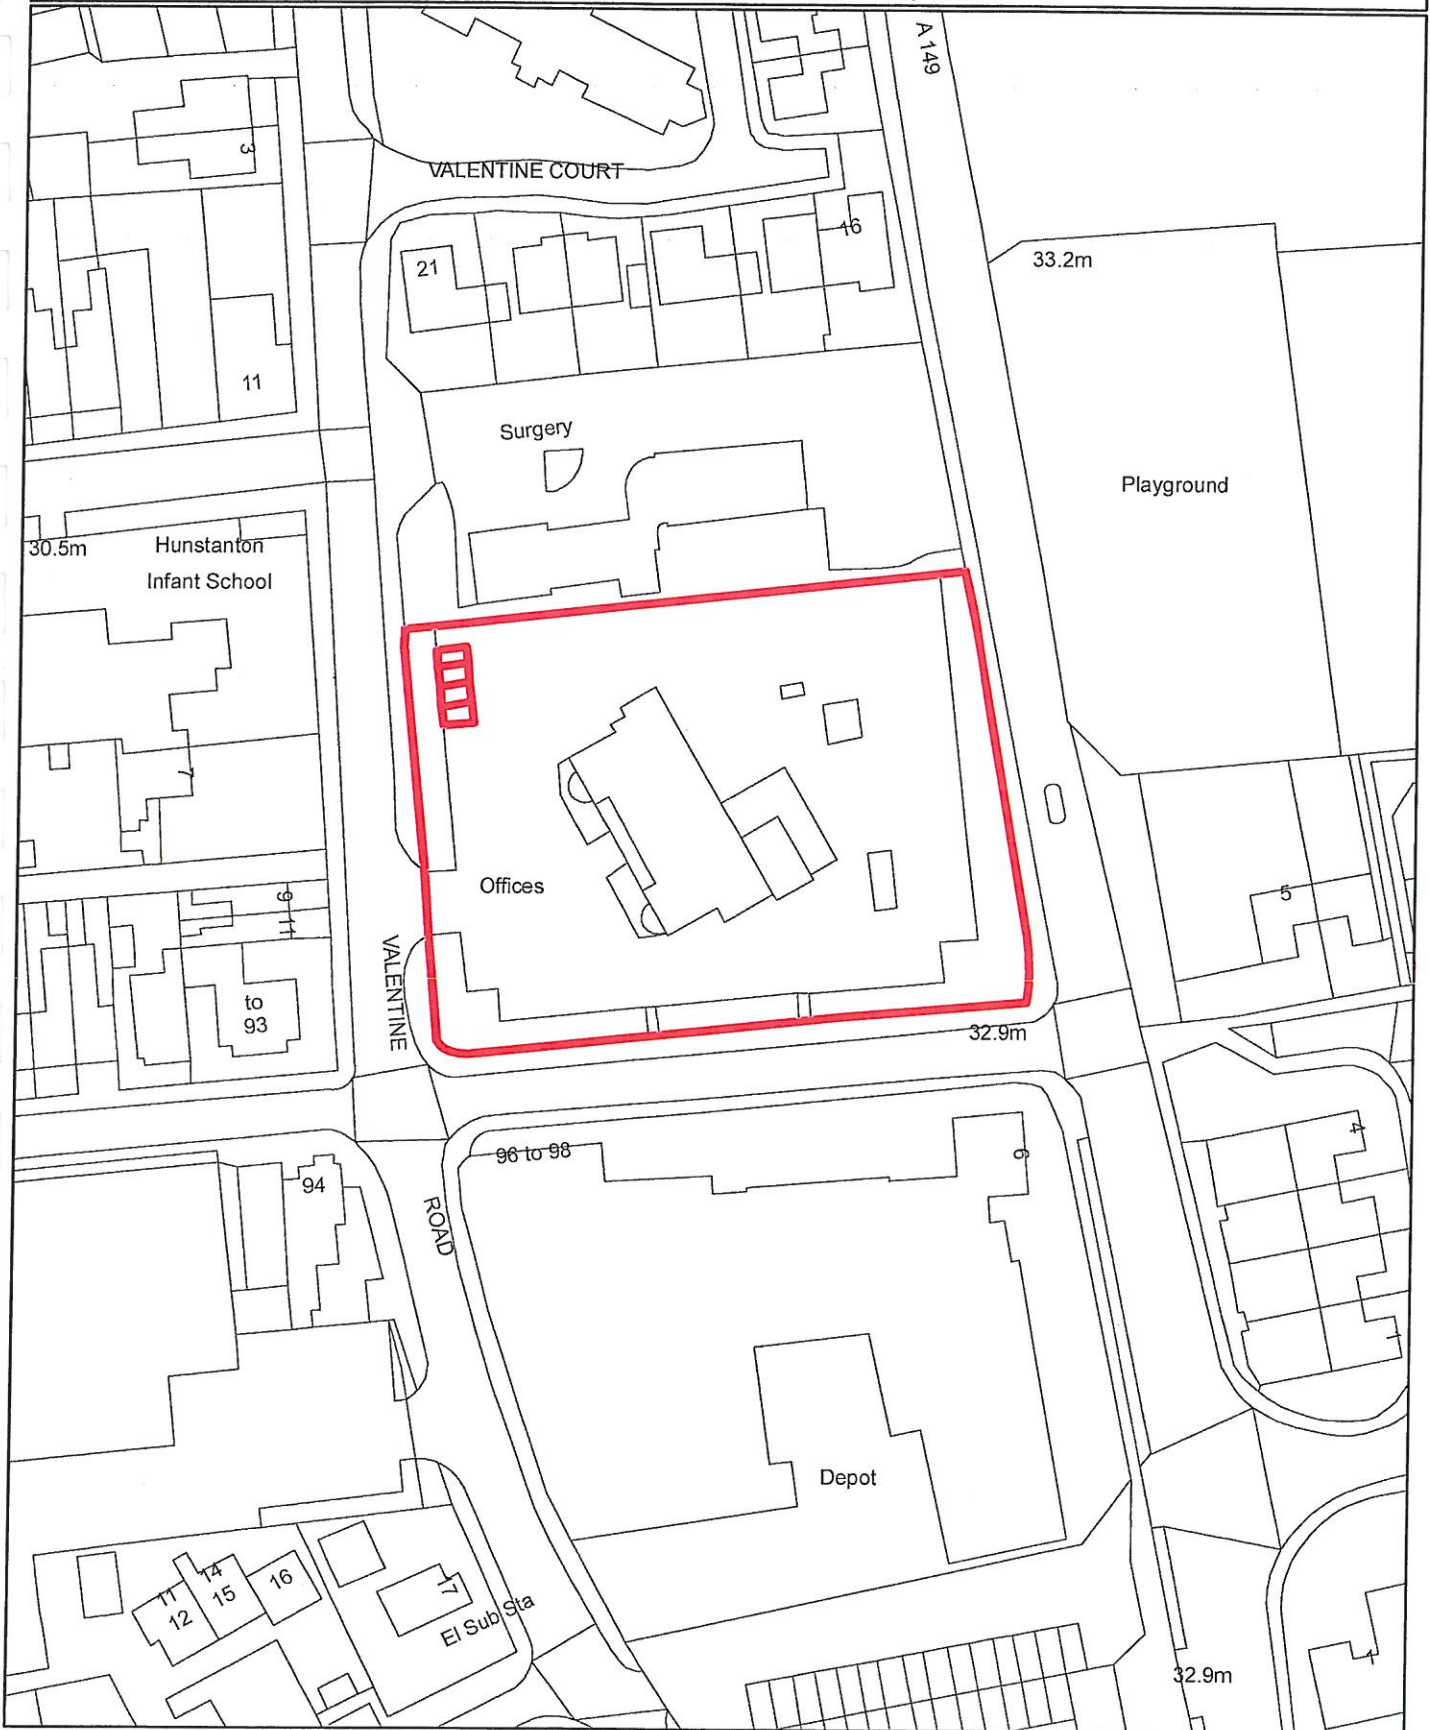 A 149
3
VALENTINE COURT
16
21
33.2m
11
Surgery
Playground
30.5m
Hunstanton
Infant School
7
Offices
9
11
5
to
93
VALENTINE
32.9m
96 to 98
6
4
94
ROAD
1
Depot
14
11
15
12
16
17
El Sub Sta
32.9m
1